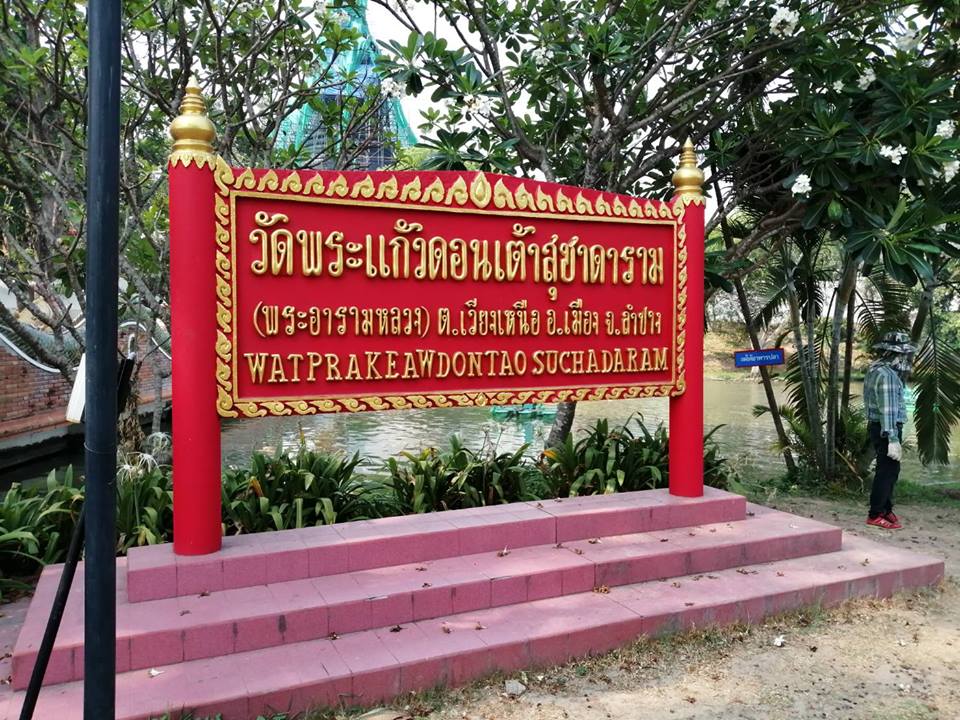 วัดพระแก้วดอนเต้าสุชาดาราม
(พระอารามหลวง) ต.เวียงเหนือ อ.เมือง จ.ลำปาง
WATPRAKEAWDONTAO SUCHADARAM